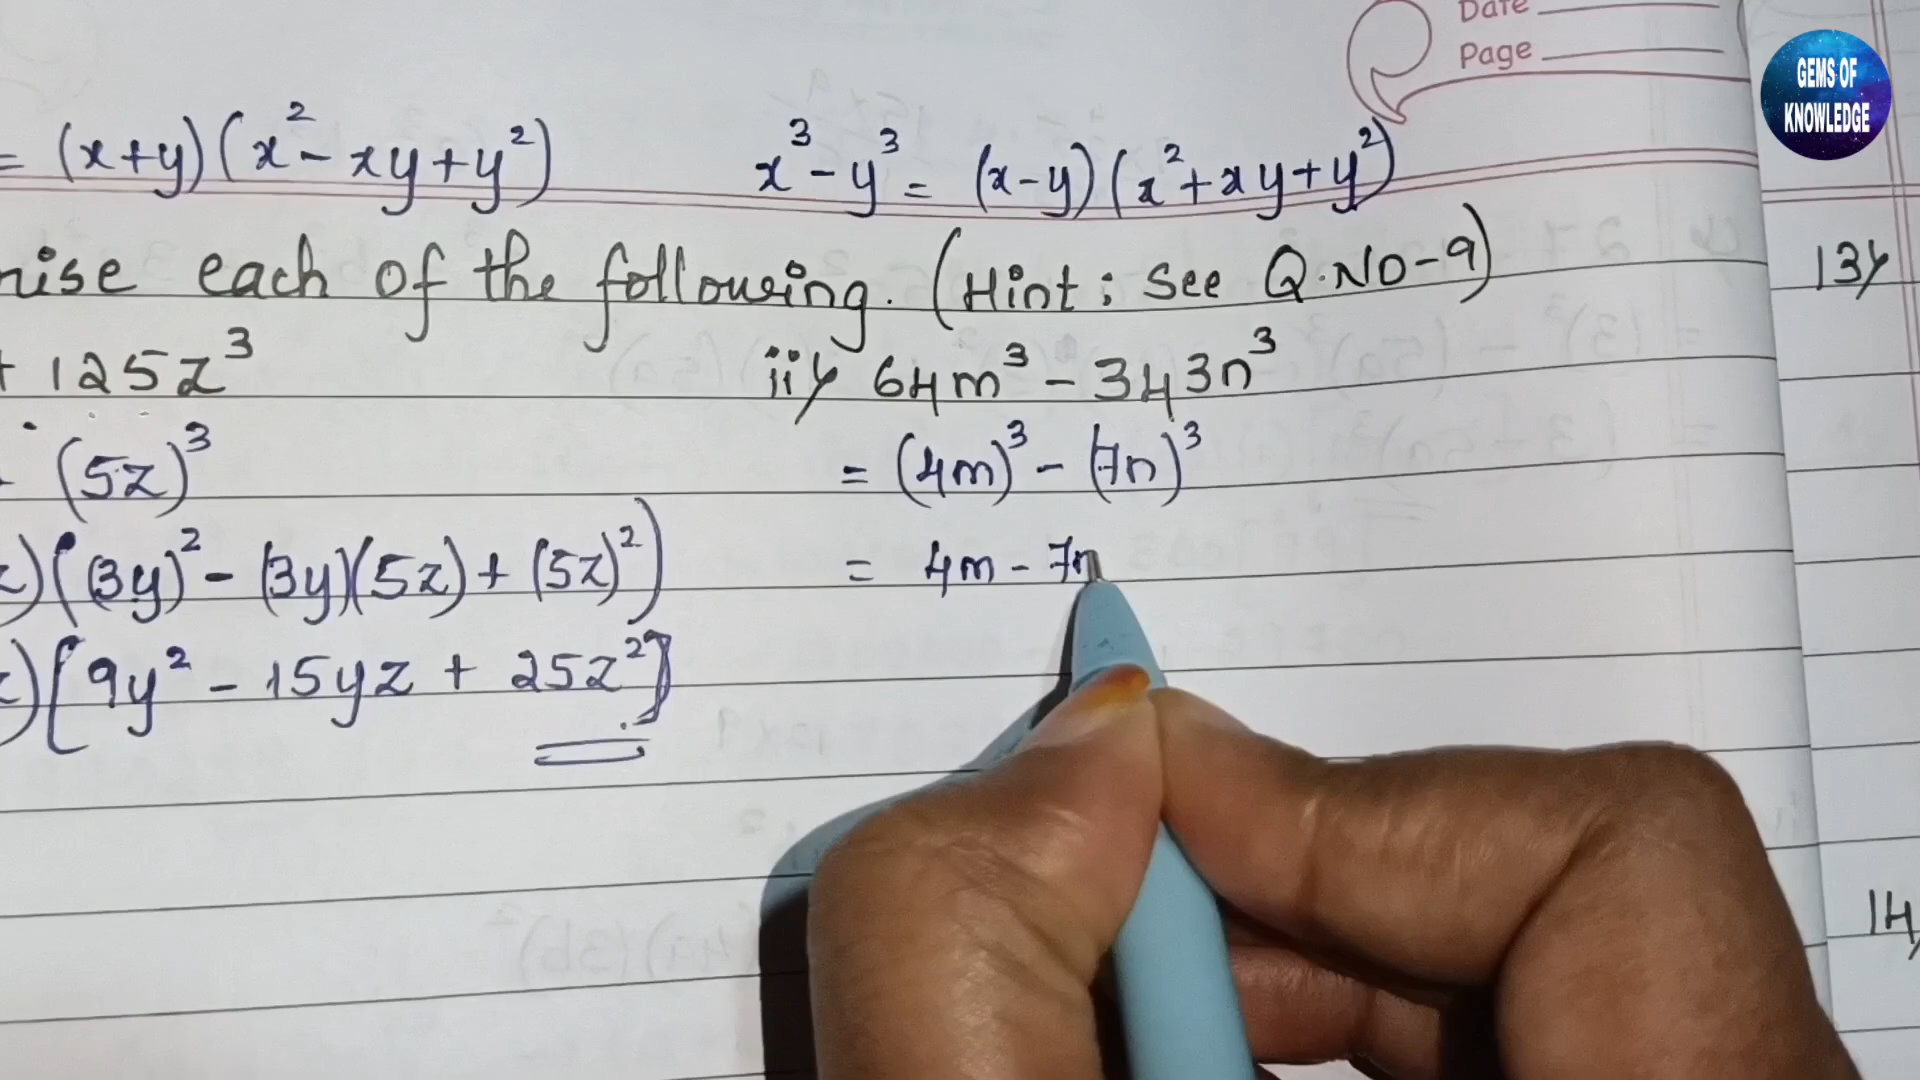 Date
Page
GEMS OF
KNOWLEDGE
= (x+y)(x² - xy + y²) x³ - y³ = (x-y)(x² + xy + y²)
nise each of the following. (Hint: See Q.NO-9)
13)
+ 125z³ ii) 64m³ - 343n³
(5z)³ = (4m)³ - (7n)³
z)((3y)² - (3y)(5z) + (5z)²) = 4m - 7n
z)[9y² - 15yz + 25z²]
14)